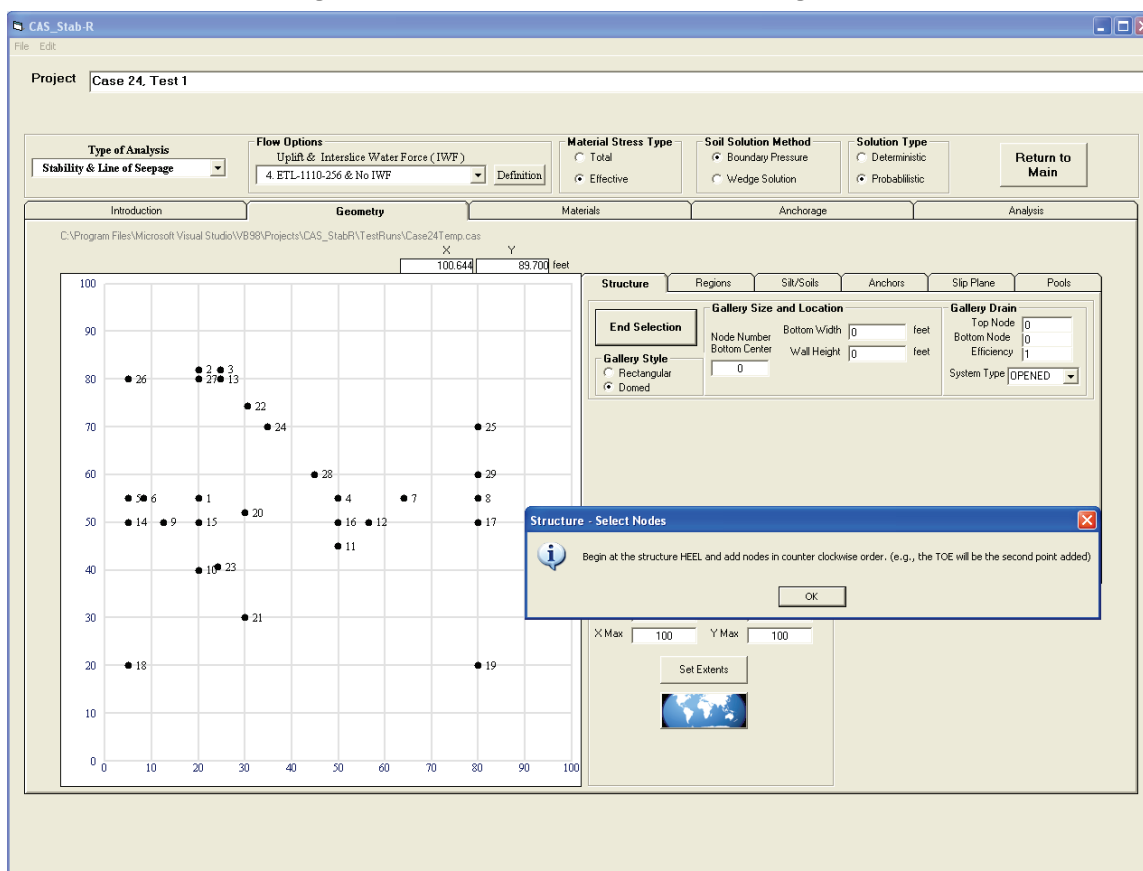 CAS_Stab-R
File Edit
Project Case 24, Test 1
Type of Analysis
Stability & Line of Seepage
Flow Options
Uplift & Interslice Water Force ( IWF )
4. ETL-1110-256 & No IWF
Definition
Material Stress Type
Total
Effective
Soil Solution Method
Boundary Pressure
Wedge Solution
Solution Type
Deterministic
Probablilistic
Return to
Main
Introduction Geometry Materials Anchorage Analysis
C:\Program Files\Microsoft Visual Studio\VB98\Projects\CAS_StabR\TestRuns\Case24Temp.cas
X Y
100.644 89.700 feet
100
90
80
70
60
50
40
30
20
10
0
0 10 20 30 40 50 60 70 80 90 100
2 3
26 27 13
22
24 25
28 29
5 6 1 4 7 8
20
14 9 15 16 12 17
11
10 23
21
18 19
Structure Regions Silt/Soils Anchors Slip Plane Pools
End Selection
Gallery Style
Rectangular
Domed
Gallery Size and Location
Node Number
Bottom Center
0
Bottom Width 0 feet
Wall Height 0 feet
Gallery Drain
Top Node 0
Bottom Node 0
Efficiency 1
System Type OPENED
Structure - Select Nodes
Begin at the structure HEEL and add nodes in counter clockwise order. (e.g., the TOE will be the second point added)
OK
X Max 100 Y Max 100
Set Extents